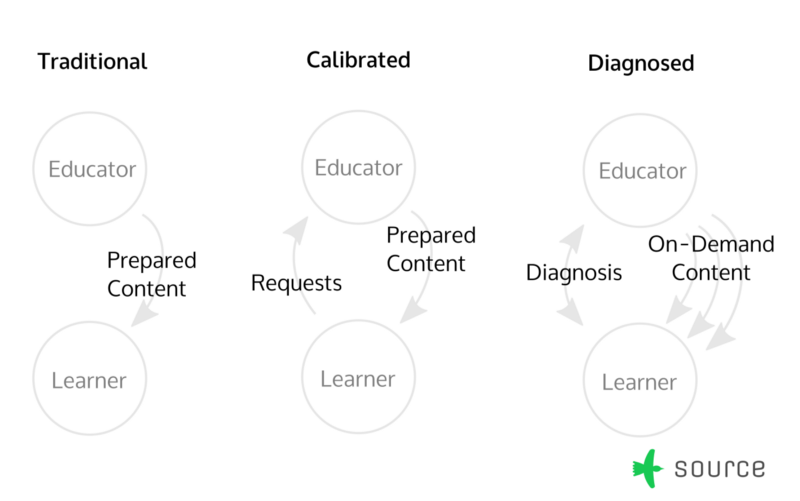 Traditional
Calibrated
Diagnosed
Educator
Educator
Educator
Prepared
Content
Requests
Prepared
Content
Diagnosis
On-Demand
Content
Learner
Learner
Learner
source